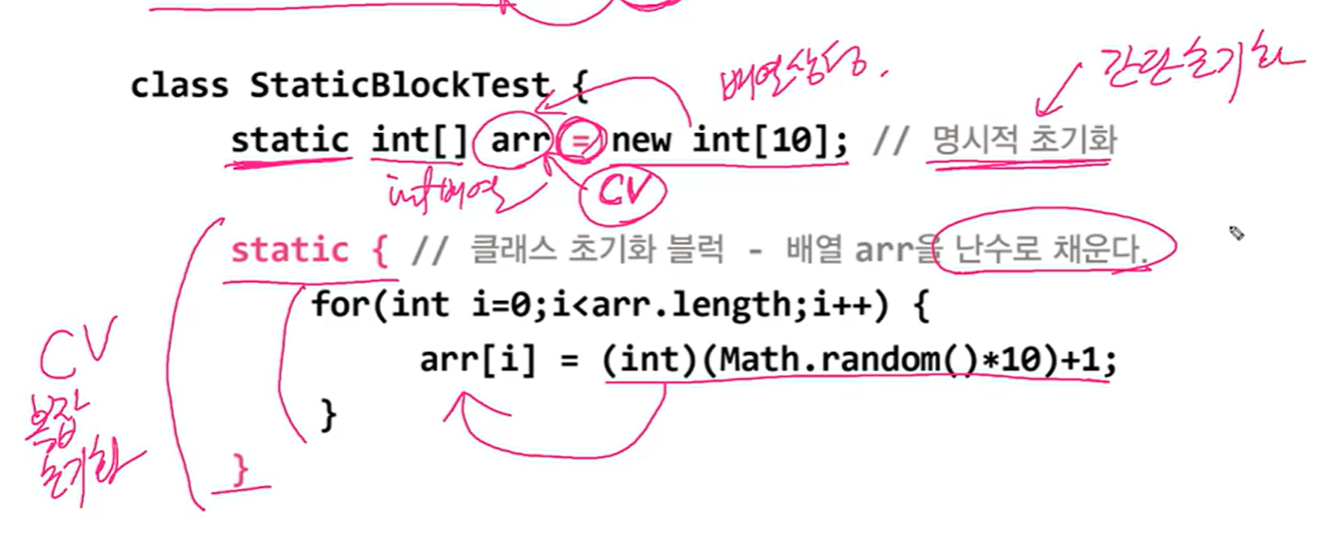 class StaticBlockTest {
배열생성.
간단초기화
static int[] arr = new int[10]; // 명시적 초기화
int배열
CV
static { // 클래스 초기화 블럭 - 배열 arr을 난수로 채운다.
for(int i=0;i<arr.length;i++) {
CV
arr[i] = (int)(Math.random()*10)+1;
복잡
}
초기화
}